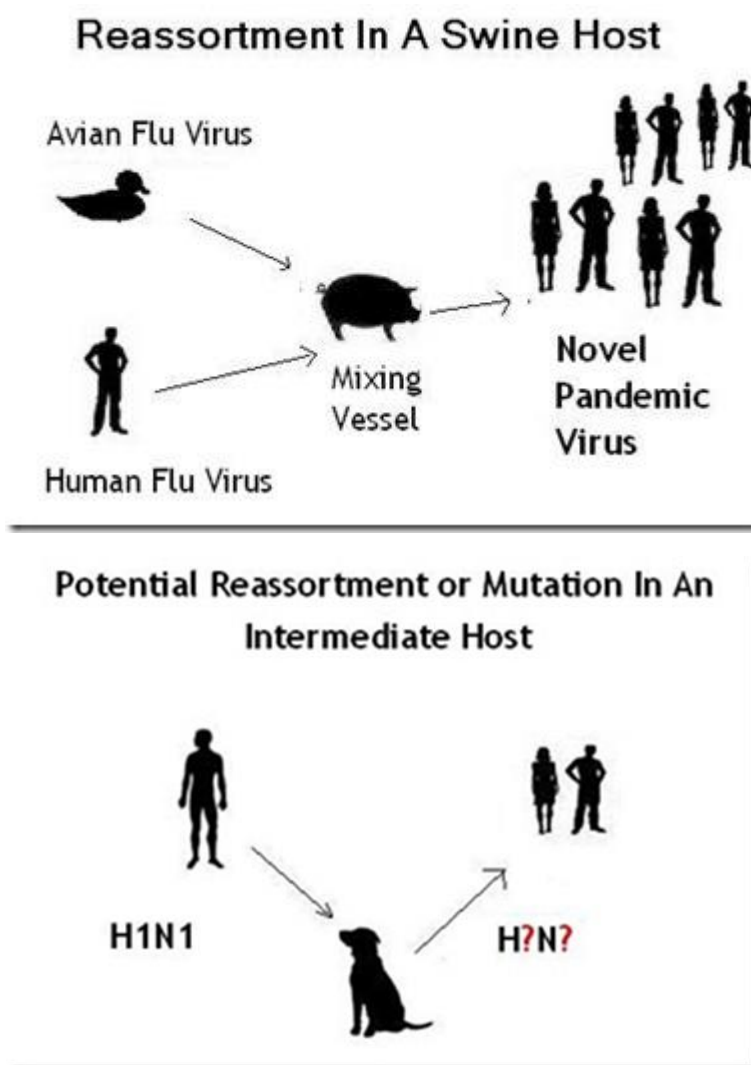 Reassortment In A Swine Host
Avian Flu Virus
Mixing
Vessel
Human Flu Virus
Novel
Pandemic
Virus
Potential Reassortment or Mutation In An
Intermediate Host
H1N1
H?N?